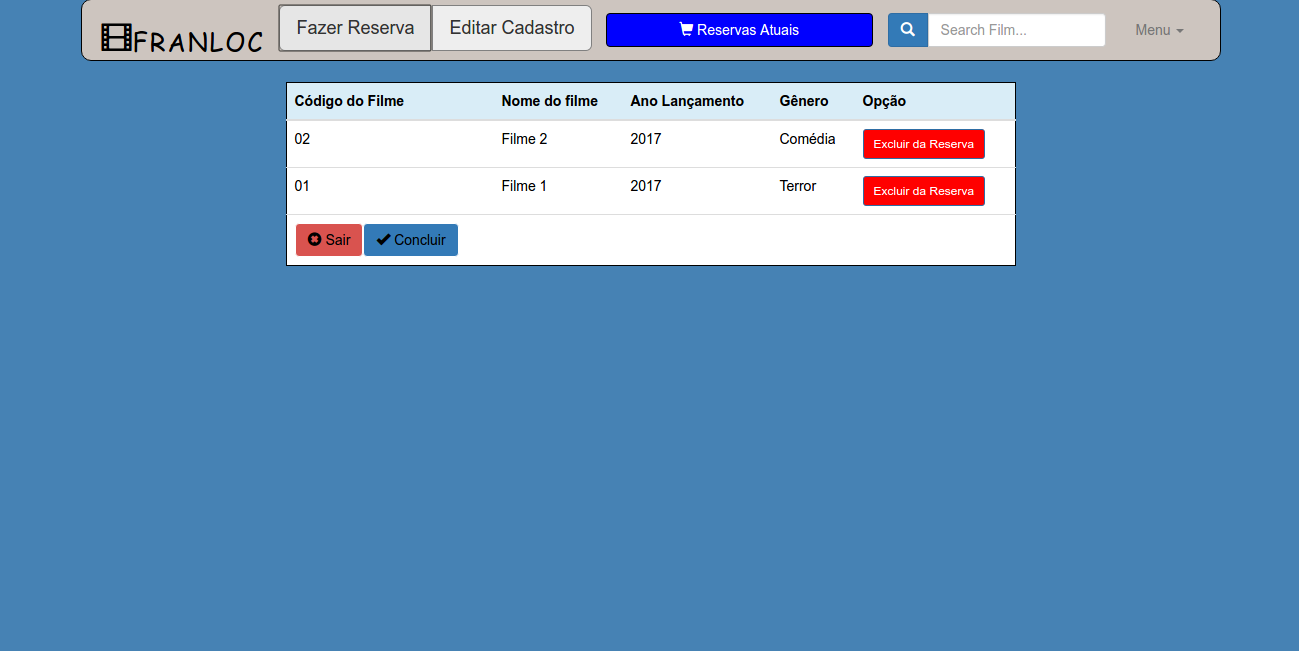 FRANLOC Fazer Reserva Editar Cadastro Reservas Atuais Search Film... Menu
Código do Filme Nome do filme Ano Lançamento Gênero Opção
02 Filme 2 2017 Comédia Excluir da Reserva
01 Filme 1 2017 Terror Excluir da Reserva
Sair Concluir